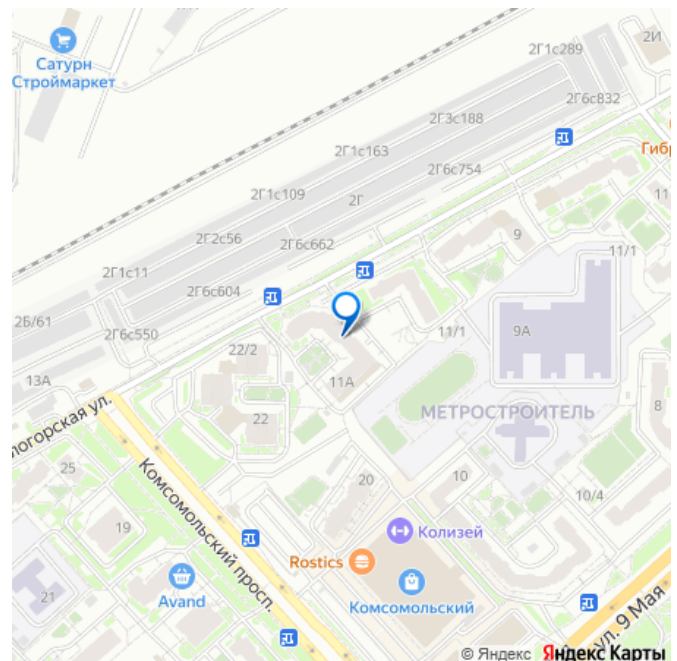 2Г1с289
2И
Сатурн
Строймаркет
2Г6с832
2Г3с188
Гибр
2Г1с163
2Г6с754
2Г1с109
2Г
11
9
2Г2с56
2Г6с662
11/1
2Г1с11
2Г6с604
2Б/61
2Г6с550
11/1
9А
22/2
13А
11А
МЕТРОСТРОИТЕЛЬ
8
22
логорская ул.
25
Комсомольский просп.
20
10
10/4
19
Колизей
Rostics
21
Avand
Комсомольский
ул. 9 Мая
© Яндекс Яндекс Карты